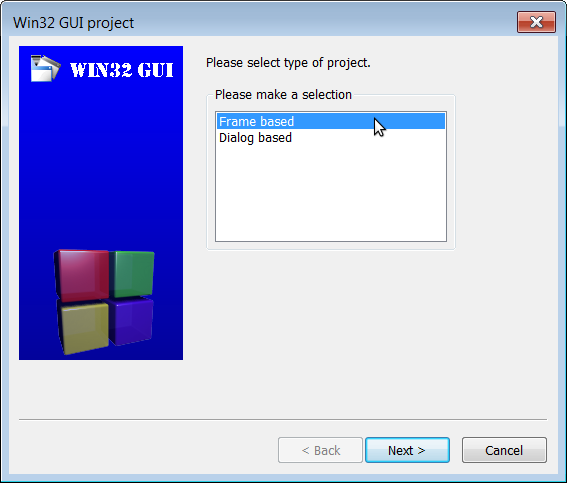 Win32 GUI project
WIN32 GUI
Please select type of project.
Please make a selection
Frame based
Dialog based
< Back
Next >
Cancel